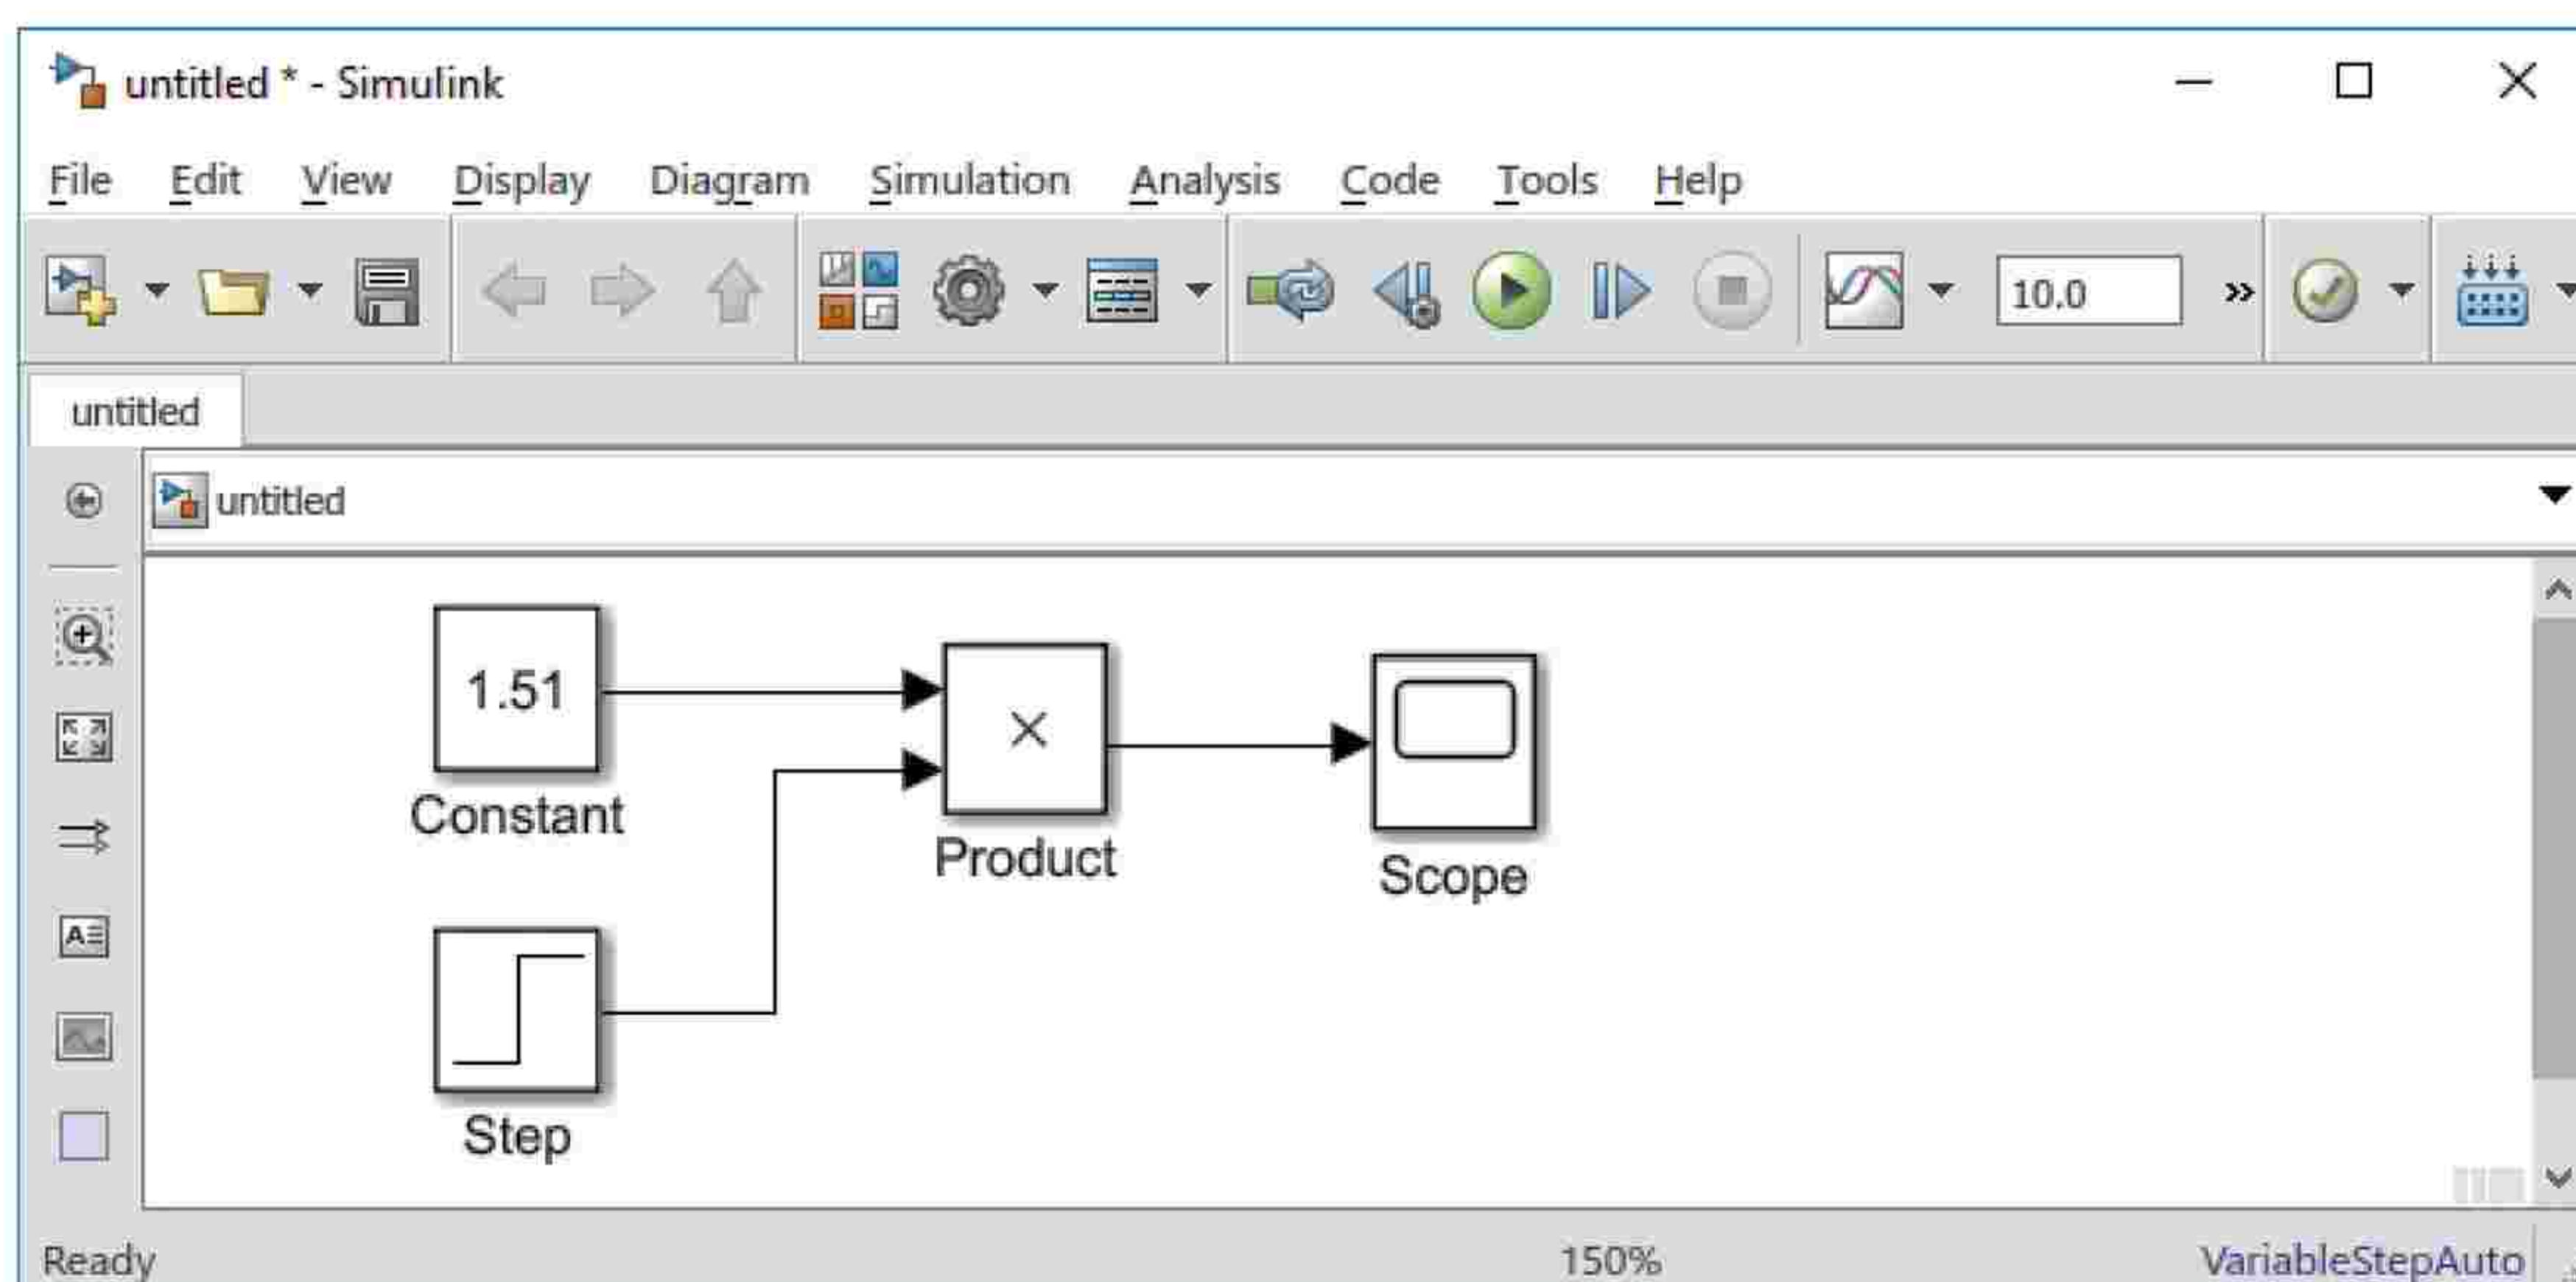 untitled * - Simulink
File Edit View Display Diagram Simulation Analysis Code Tools Help
10.0 »
untitled
untitled
1.51
Constant
×
Product
Scope
Step
Ready 150% VariableStepAuto